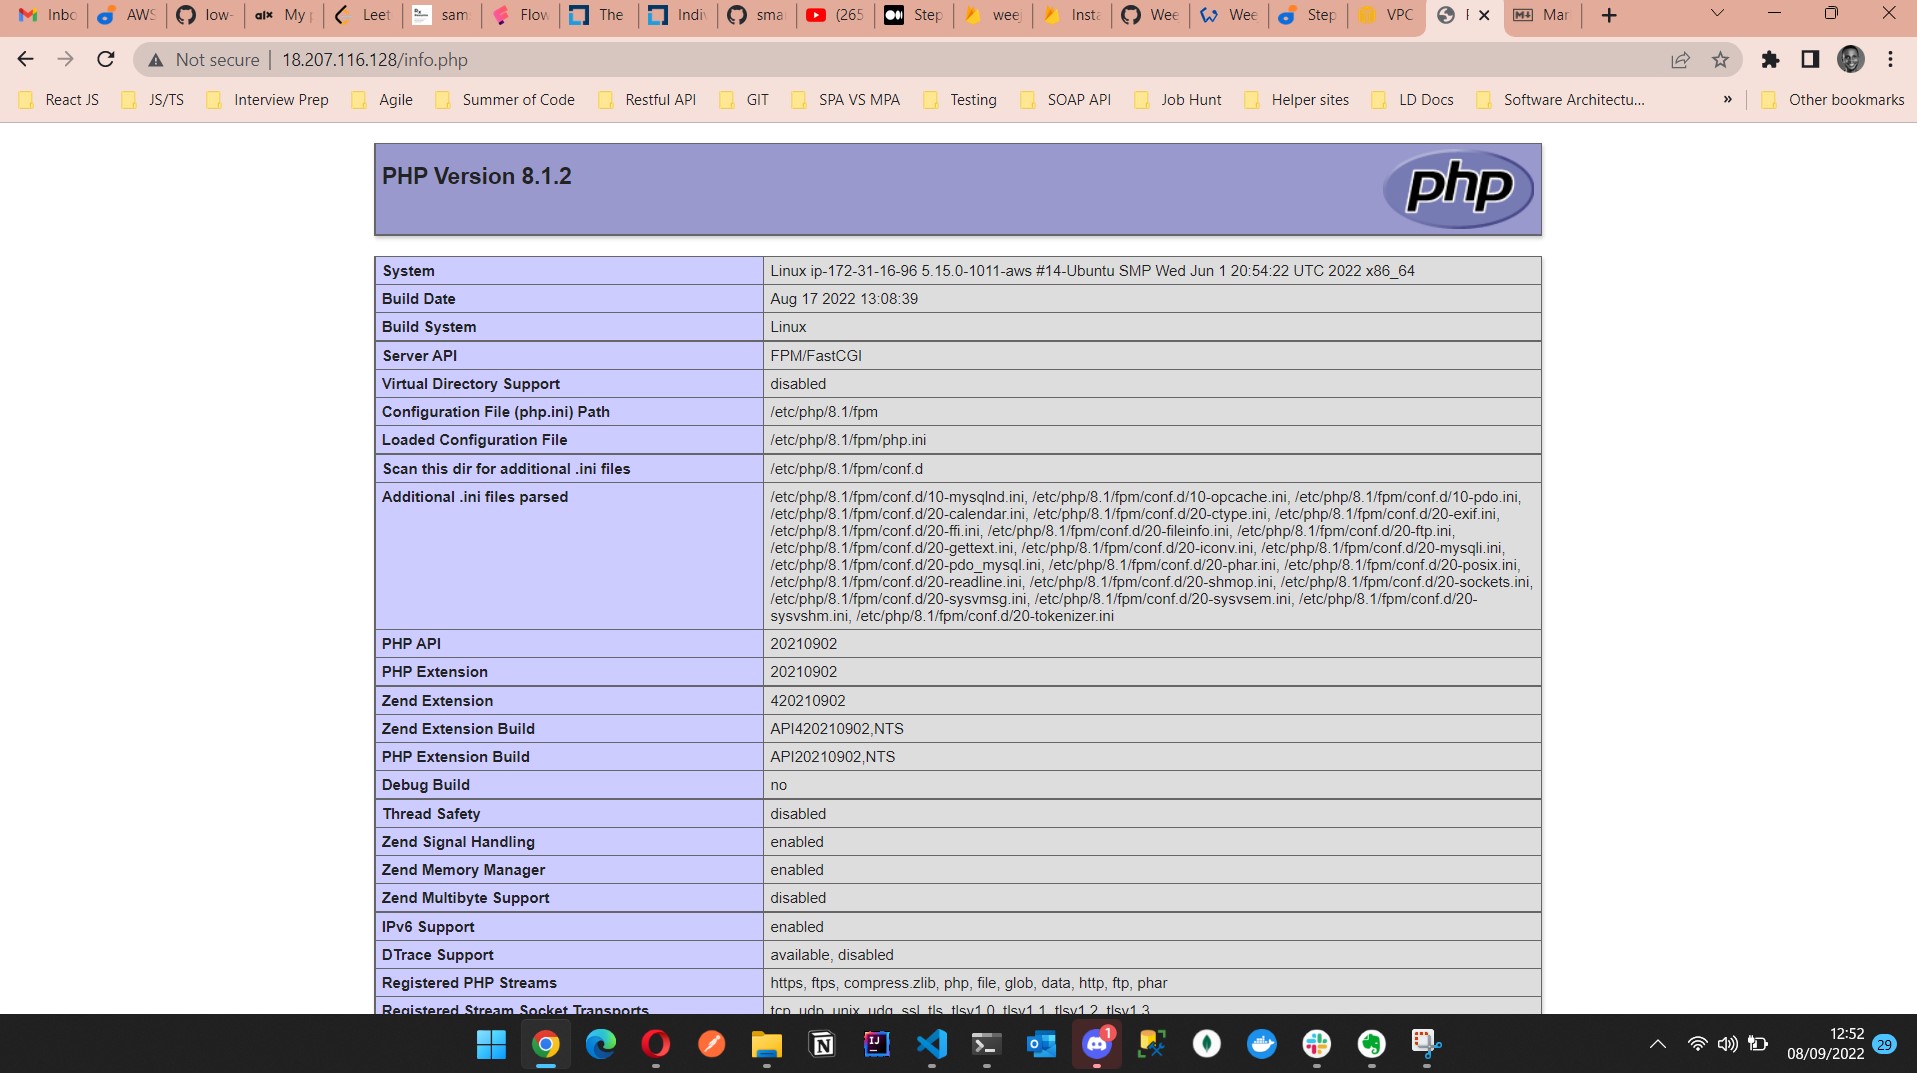 Inbo
AWS
low-
alx My p
Leet
sam
Flow
The
Indiv
sma
(265
Step
wee
Insta
Wee
Wee
Step
VPC
Mar
Not secure | 18.207.116.128/info.php
React JS
JS/TS
Interview Prep
Agile
Summer of Code
Restful API
GIT
SPA VS MPA
Testing
SOAP API
Job Hunt
Helper sites
LD Docs
Software Architectu...
»
Other bookmarks
PHP Version 8.1.2
php
System Linux ip-172-31-16-96 5.15.0-1011-aws #14-Ubuntu SMP Wed Jun 1 20:54:22 UTC 2022 x86_64
Build Date Aug 17 2022 13:08:39
Build System Linux
Server API FPM/FastCGI
Virtual Directory Support disabled
Configuration File (php.ini) Path /etc/php/8.1/fpm
Loaded Configuration File /etc/php/8.1/fpm/php.ini
Scan this dir for additional .ini files /etc/php/8.1/fpm/conf.d
Additional .ini files parsed /etc/php/8.1/fpm/conf.d/10-mysqlnd.ini, /etc/php/8.1/fpm/conf.d/10-opcache.ini, /etc/php/8.1/fpm/conf.d/10-pdo.ini,
/etc/php/8.1/fpm/conf.d/20-calendar.ini, /etc/php/8.1/fpm/conf.d/20-ctype.ini, /etc/php/8.1/fpm/conf.d/20-exif.ini,
/etc/php/8.1/fpm/conf.d/20-ffi.ini, /etc/php/8.1/fpm/conf.d/20-fileinfo.ini, /etc/php/8.1/fpm/conf.d/20-ftp.ini,
/etc/php/8.1/fpm/conf.d/20-gettext.ini, /etc/php/8.1/fpm/conf.d/20-iconv.ini, /etc/php/8.1/fpm/conf.d/20-mysqli.ini,
/etc/php/8.1/fpm/conf.d/20-pdo_mysql.ini, /etc/php/8.1/fpm/conf.d/20-phar.ini, /etc/php/8.1/fpm/conf.d/20-posix.ini,
/etc/php/8.1/fpm/conf.d/20-readline.ini, /etc/php/8.1/fpm/conf.d/20-shmop.ini, /etc/php/8.1/fpm/conf.d/20-sockets.ini,
/etc/php/8.1/fpm/conf.d/20-sysvmsg.ini, /etc/php/8.1/fpm/conf.d/20-sysvsem.ini, /etc/php/8.1/fpm/conf.d/20-
sysvshm.ini, /etc/php/8.1/fpm/conf.d/20-tokenizer.ini
PHP API 20210902
PHP Extension 20210902
Zend Extension 420210902
Zend Extension Build API420210902,NTS
PHP Extension Build API20210902,NTS
Debug Build no
Thread Safety disabled
Zend Signal Handling enabled
Zend Memory Manager enabled
Zend Multibyte Support disabled
IPv6 Support enabled
DTrace Support available, disabled
Registered PHP Streams https, ftps, compress.zlib, php, file, glob, data, http, ftp, phar
Registered Stream Socket Transports tcp, udp, unix, udg, ssl, tls, tlsv1.0, tlsv1.1, tlsv1.2, tlsv1.3
1
12:52
08/09/2022
29